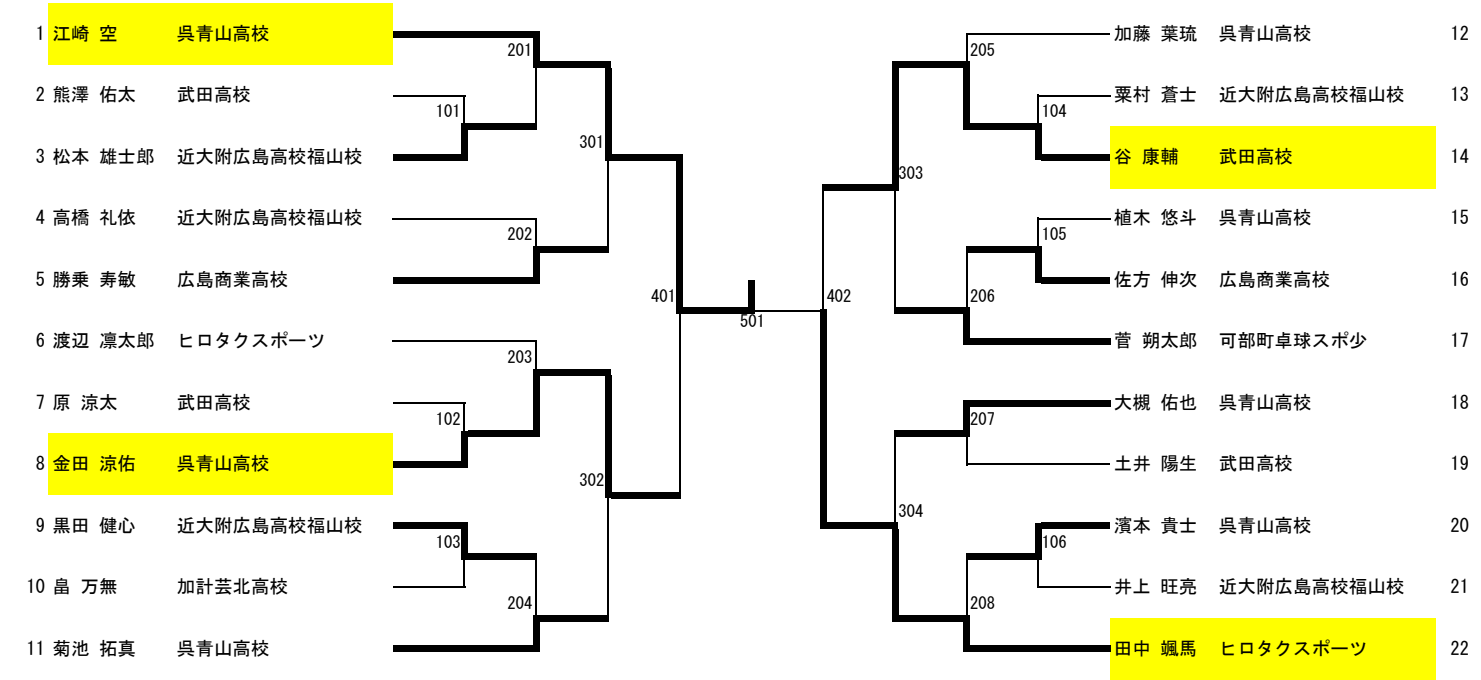 1 江崎 空 呉青山高校
2 熊澤 佑太 武田高校
3 松本 雄士郎 近大附広島高校福山校
4 高橋 礼依 近大附広島高校福山校
5 勝乗 寿敏 広島商業高校
6 渡辺 凛太郎 ヒロタクスポーツ
7 原 涼太 武田高校
8 金田 涼佑 呉青山高校
9 黒田 健心 近大附広島高校福山校
10 畠 万無 加計芸北高校
11 菊池 拓真 呉青山高校
201
101
301
202
401
203
102
302
103
204
501
205
104
303
105
402
206
207
304
106
208
加藤 葉琉 呉青山高校 12
粟村 蒼士 近大附広島高校福山校 13
谷 康輔 武田高校 14
植木 悠斗 呉青山高校 15
佐方 伸次 広島商業高校 16
菅 朔太郎 可部町卓球スポ少 17
大槻 佑也 呉青山高校 18
土井 陽生 武田高校 19
濱本 貴士 呉青山高校 20
井上 旺亮 近大附広島高校福山校 21
田中 颯馬 ヒロタクスポーツ 22